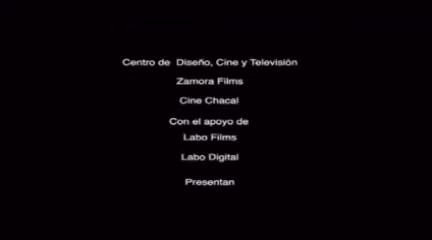 Centro de Diseño, Cine y Televisión
Zamora Films
Cine Chacal
Con el apoyo de
Labo Films
Labo Digital
Presentan